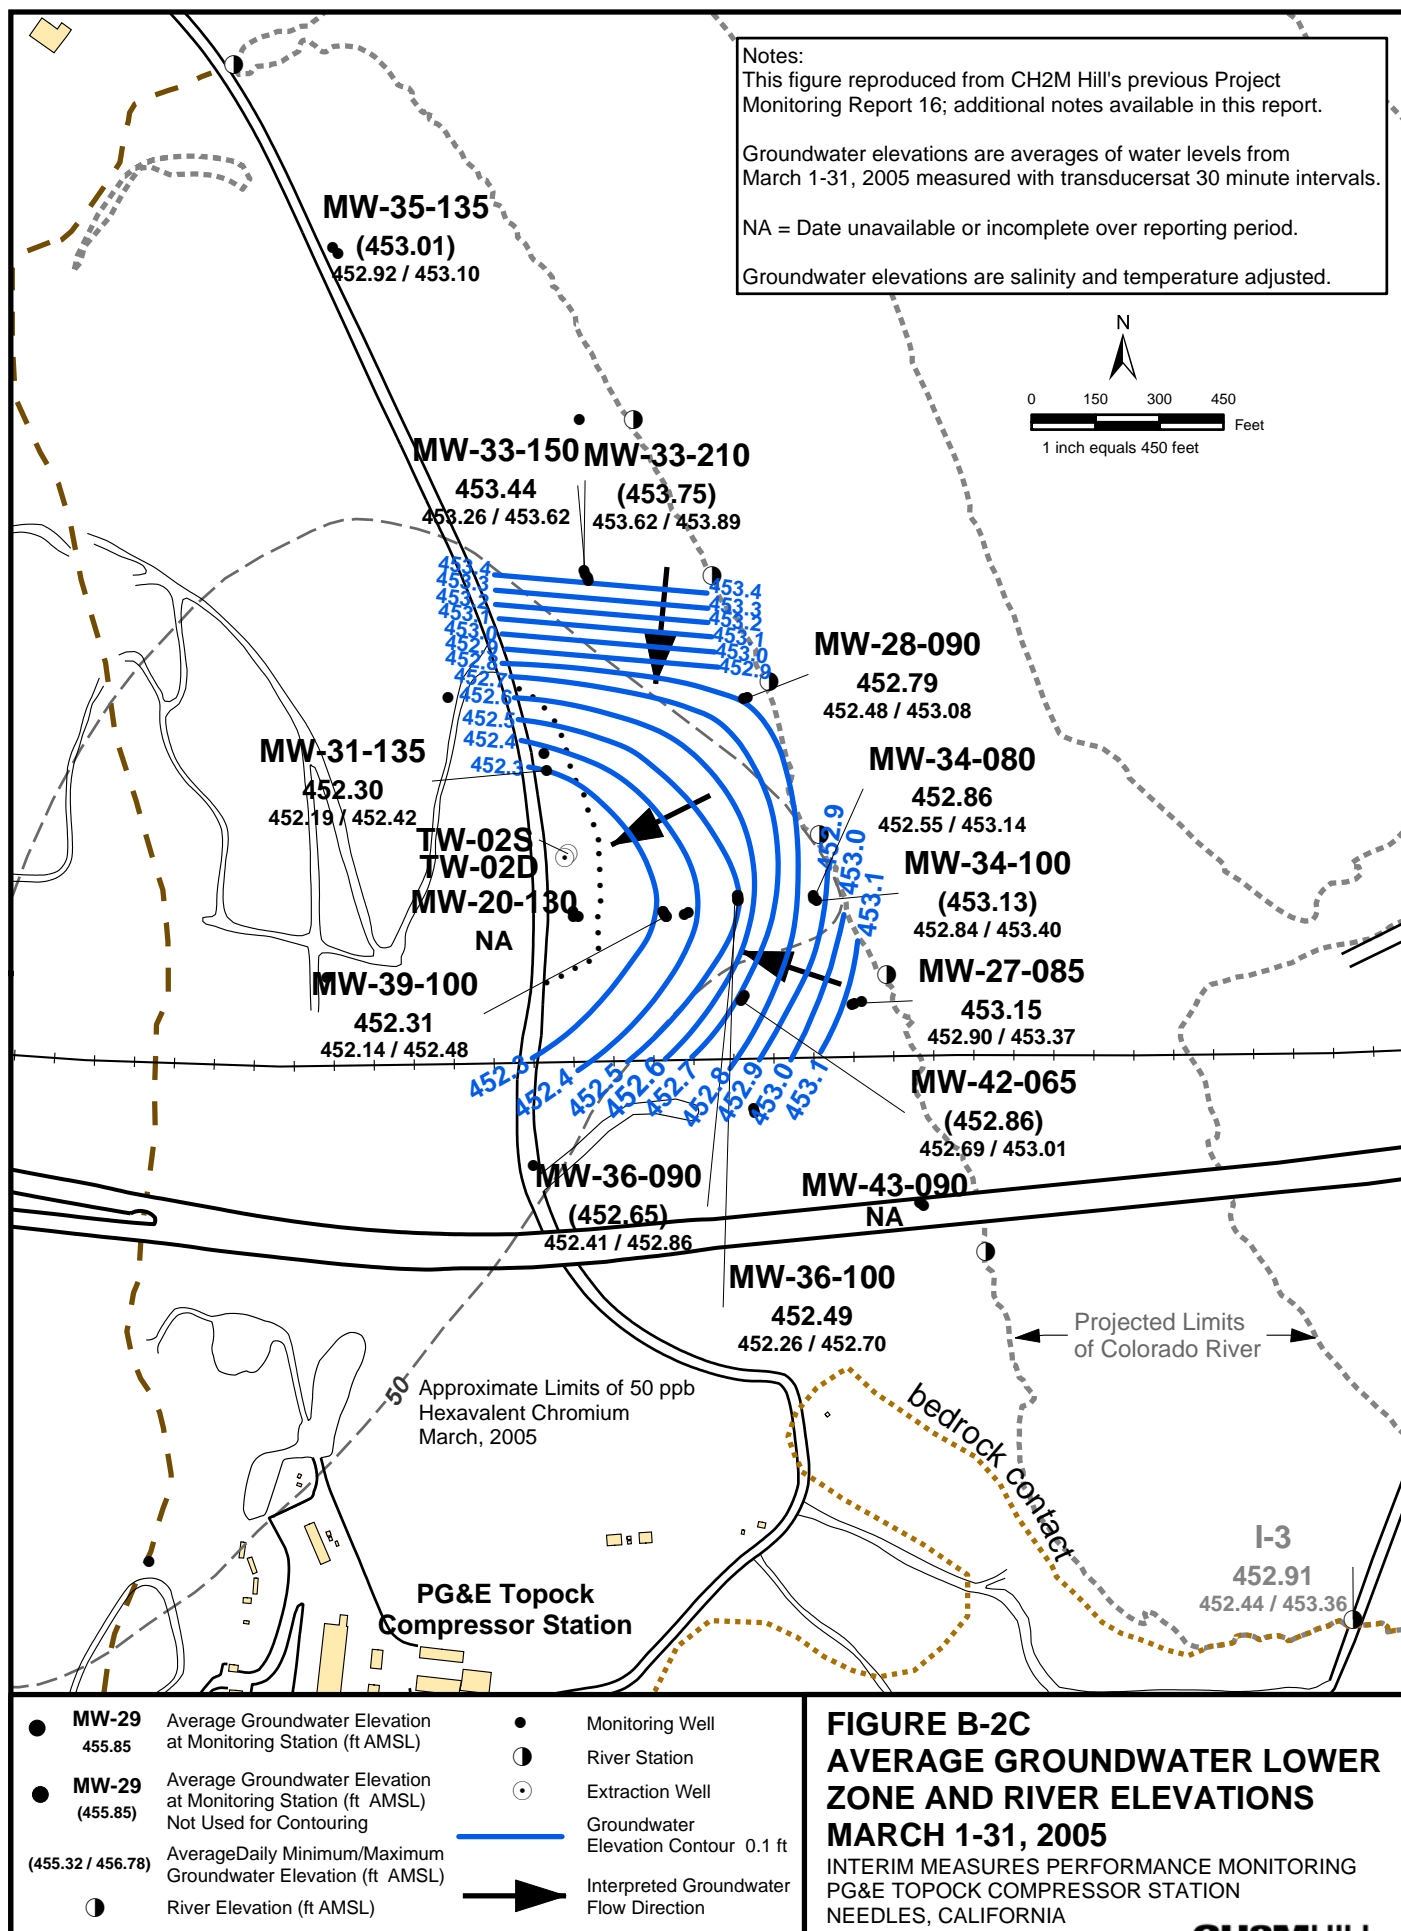 Notes:
This figure reproduced from CH2M Hill's previous Project
Monitoring Report 16; additional notes available in this report.
Groundwater elevations are averages of water levels from
March 1-31, 2005 measured with transducersat 30 minute intervals.
NA = Date unavailable or incomplete over reporting period.
Groundwater elevations are salinity and temperature adjusted.
MW-35-135
(453.01)
452.92 / 453.10
N
0 150 300 450
Feet
1 inch equals 450 feet
MW-33-150
453.44
453.26 / 453.62
MW-33-210
(453.75)
453.62 / 453.89
453.4
453.3
453.2
453.1
453.0
452.9
452.8
452.7
452.6
452.5
452.4
452.3
453.4
453.3
453.2
453.1
453.0
452.9
MW-28-090
452.79
452.48 / 453.08
MW-31-135
452.30
452.19 / 452.42
MW-34-080
452.86
452.55 / 453.14
452.9
453.0
453.1
TW-02S
TW-02D
MW-34-100
(453.13)
452.84 / 453.40
MW-20-130
NA
MW-39-100
452.31
452.14 / 452.48
MW-27-085
453.15
452.90 / 453.37
452.3
452.4
452.5
452.6
452.7
452.8
452.9
453.0
453.1
MW-42-065
(452.86)
452.69 / 453.01
MW-36-090
(452.65)
452.41 / 452.86
MW-43-090
NA
MW-36-100
452.49
452.26 / 452.70
Projected Limits
of Colorado River
50
Approximate Limits of 50 ppb
Hexavalent Chromium
March, 2005
bedrock contact
I-3
452.91
452.44 / 453.36
PG&E Topock
Compressor Station
MW-29
455.85
Average Groundwater Elevation
at Monitoring Station (ft AMSL)
MW-29
(455.85)
Average Groundwater Elevation
at Monitoring Station (ft AMSL)
Not Used for Contouring
(455.32 / 456.78)
AverageDaily Minimum/Maximum
Groundwater Elevation (ft AMSL)
River Elevation (ft AMSL)
Monitoring Well
River Station
Extraction Well
Groundwater
Elevation Contour 0.1 ft
Interpreted Groundwater
Flow Direction
FIGURE B-2C
AVERAGE GROUNDWATER LOWER
ZONE AND RIVER ELEVATIONS
MARCH 1-31, 2005
INTERIM MEASURES PERFORMANCE MONITORING
PG&E TOPOCK COMPRESSOR STATION
NEEDLES, CALIFORNIA